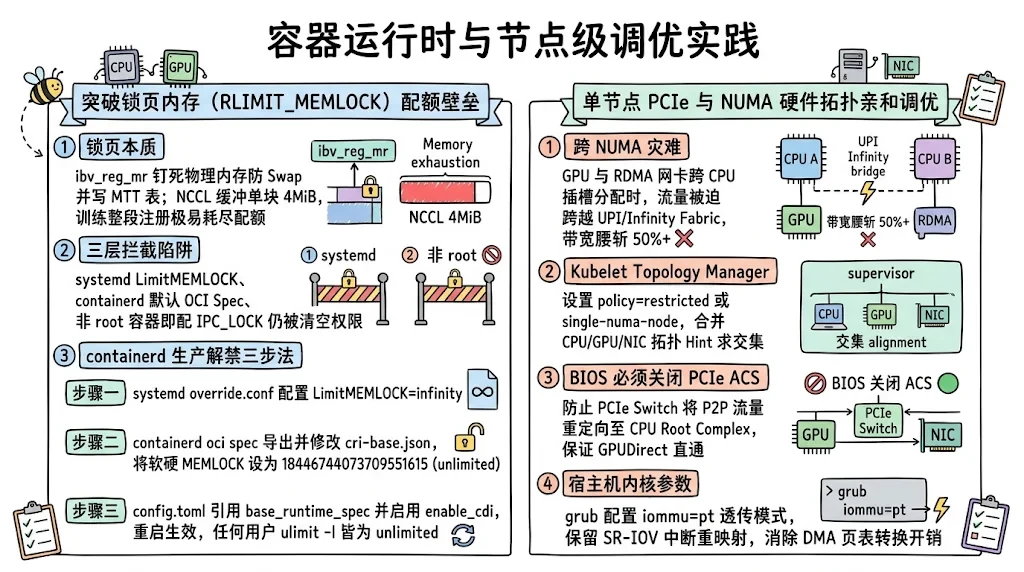 容器运行时与节点级调优实践
CPU
GPU
突破锁页内存（RLIMIT_MEMLOCK）配额壁垒
1 锁页本质
ibv_reg_mr 钉死物理内存防 Swap
并写 MTT 表；NCCL 缓冲单块 4MiB，
训练整段注册极易耗尽配额
ibv_reg_mr
Memory
exhaustion
NCCL 4MiB
2 三层拦截陷阱
systemd LimitMEMLOCK、
containerd 默认 OCI Spec、
非 root 容器即配 IPC_LOCK 仍被清空权限
1 systemd
2 非 root
3 containerd 生产解禁三步法
步骤一 systemd override.conf 配置 LimitMEMLOCK=infinity
∞
步骤二 containerd oci spec 导出并修改 cri-base.json，
将软硬 MEMLOCK 设为 18446744073709551615 (unlimited)
步骤三 config.toml 引用 base_runtime_spec 并启用 enable_cdi，
重启生效，任何用户 ulimit -l 皆为 unlimited
NIC
单节点 PCIe 与 NUMA 硬件拓扑亲和调优
1 跨 NUMA 灾难
GPU 与 RDMA 网卡跨 CPU
插槽分配时，流量被迫
跨越 UPI/Infinity Fabric，
带宽腰斩 50%+
CPU A
UPI
Infinity
bridge
CPU B
GPU
带宽腰斩 50%+
RDMA
2 Kubelet Topology Manager
设置 policy=restricted 或
single-numa-node，合并
CPU/GPU/NIC 拓扑 Hint 求交集
supervisor
CPU
GPU
NIC
交集 alignment
3 BIOS 必须关闭 PCIe ACS
防止 PCIe Switch 将 P2P 流量
重定向至 CPU Root Complex，
保证 GPUDirect 直通
BIOS 关闭 ACS
GPU
PCIe
Switch
NIC
4 宿主机内核参数
grub 配置 iommu=pt 透传模式，
保留 SR-IOV 中断重映射，消除 DMA 页表转换开销
> grub
iommu=pt